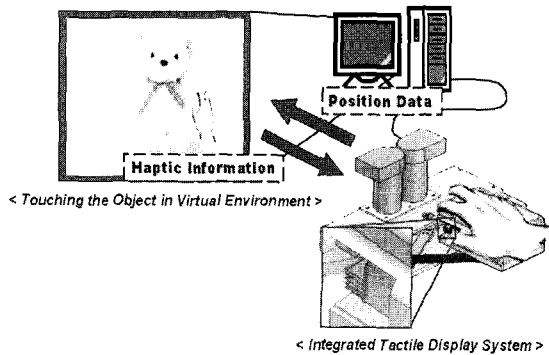 Position Data
Haptic Information
< Touching the Object in Virtual Environment >
< Integrated Tactile Display System >